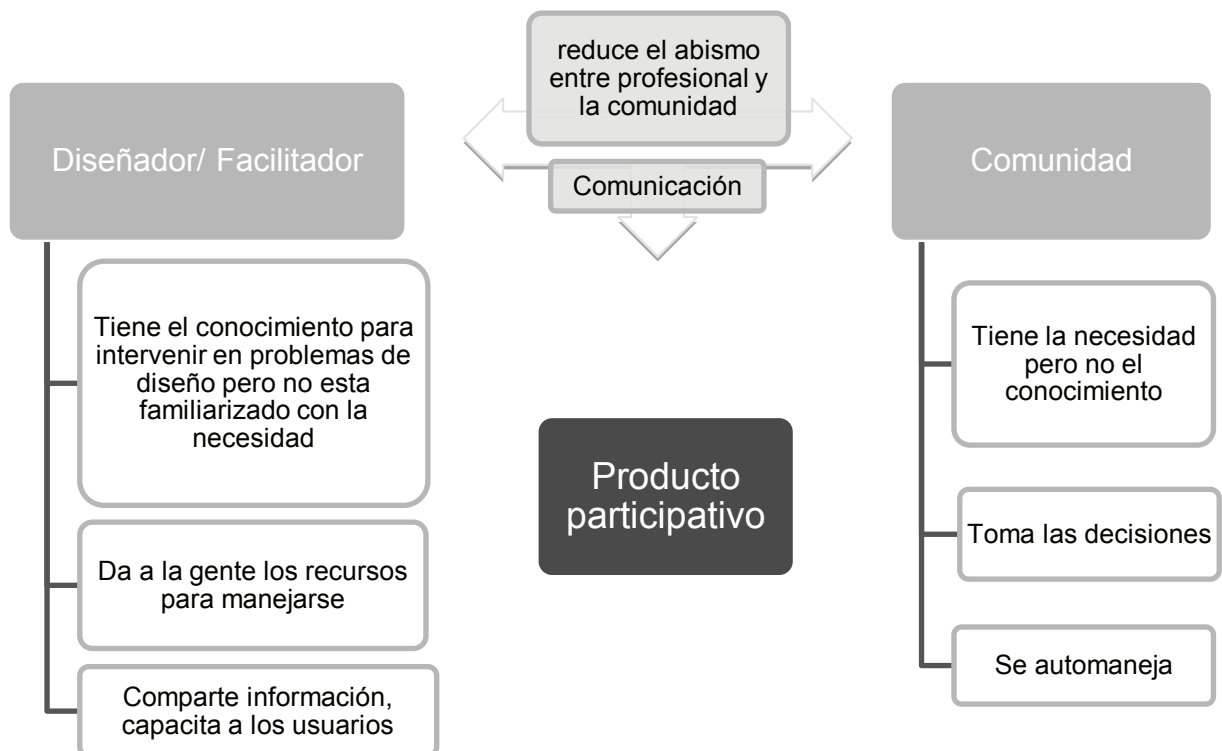 reduce el abismo
entre profesional y
la comunidad
Comunicación
Diseñador/ Facilitador
Tiene el conocimiento para
intervenir en problemas de
diseño pero no esta
familiarizado con la
necesidad
Da a la gente los recursos
para manejarse
Comparte información,
capacita a los usuarios
Producto
participativo
Comunidad
Tiene la necesidad
pero no el
conocimiento
Toma las decisiones
Se automaneja